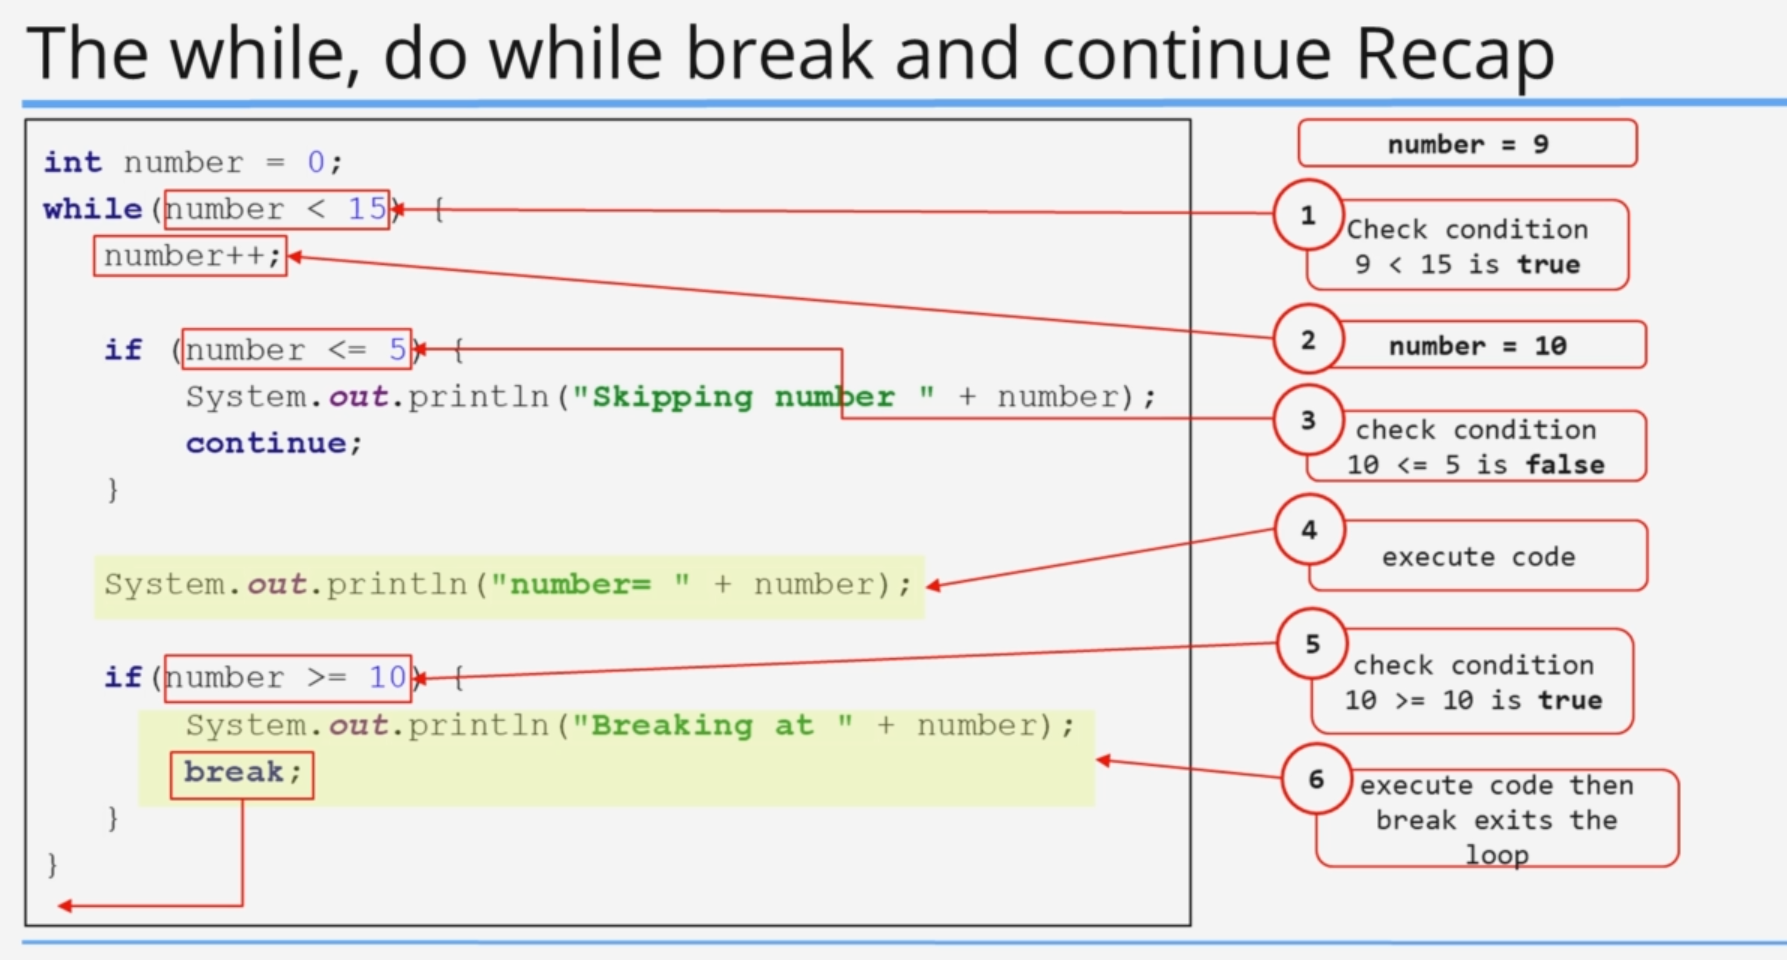 The while, do while break and continue Recap
int number = 0;
while(number < 15) {
number++;
if (number <= 5) {
System.out.println("Skipping number " + number);
continue;
}
System.out.println("number= " + number);
if(number >= 10) {
System.out.println("Breaking at " + number);
break;
}
}
number = 9
1
Check condition
9 < 15 is true
2
number = 10
3
check condition
10 <= 5 is false
4
execute code
5
check condition
10 >= 10 is true
6
execute code then
break exits the
loop